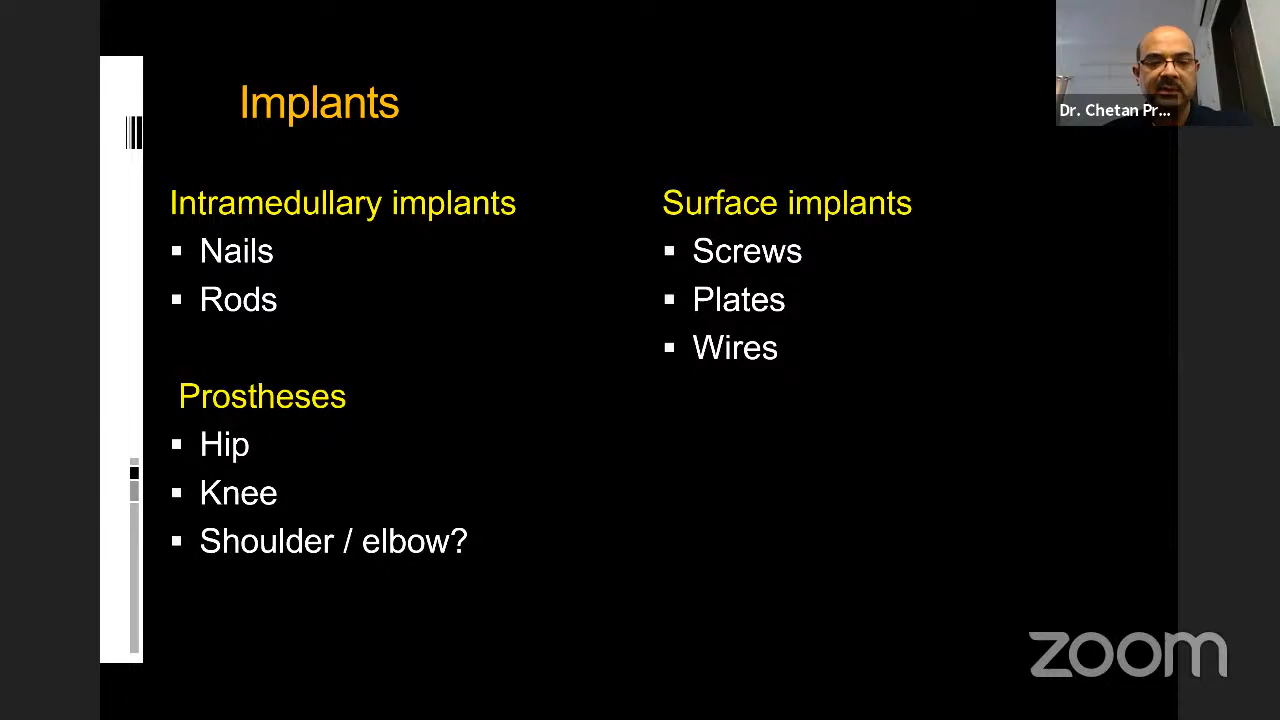 Implants
Intramedullary implants
▪ Nails
▪ Rods
Prostheses
▪ Hip
▪ Knee
▪ Shoulder / elbow?
Surface implants
▪ Screws
▪ Plates
▪ Wires
Dr. Chetan Pr...
zoom